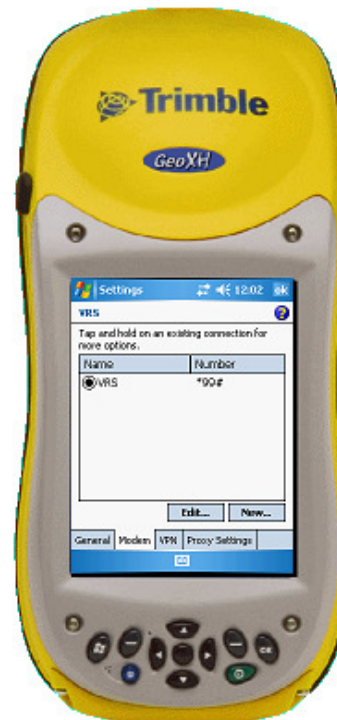 Trimble
GeoXH
Settings 12:02 ok
VRS
Tap and hold on an existing connection for
more options.
Name Number
VRS *99#
Edit... New...
General Modem VPN Proxy Settings
OK